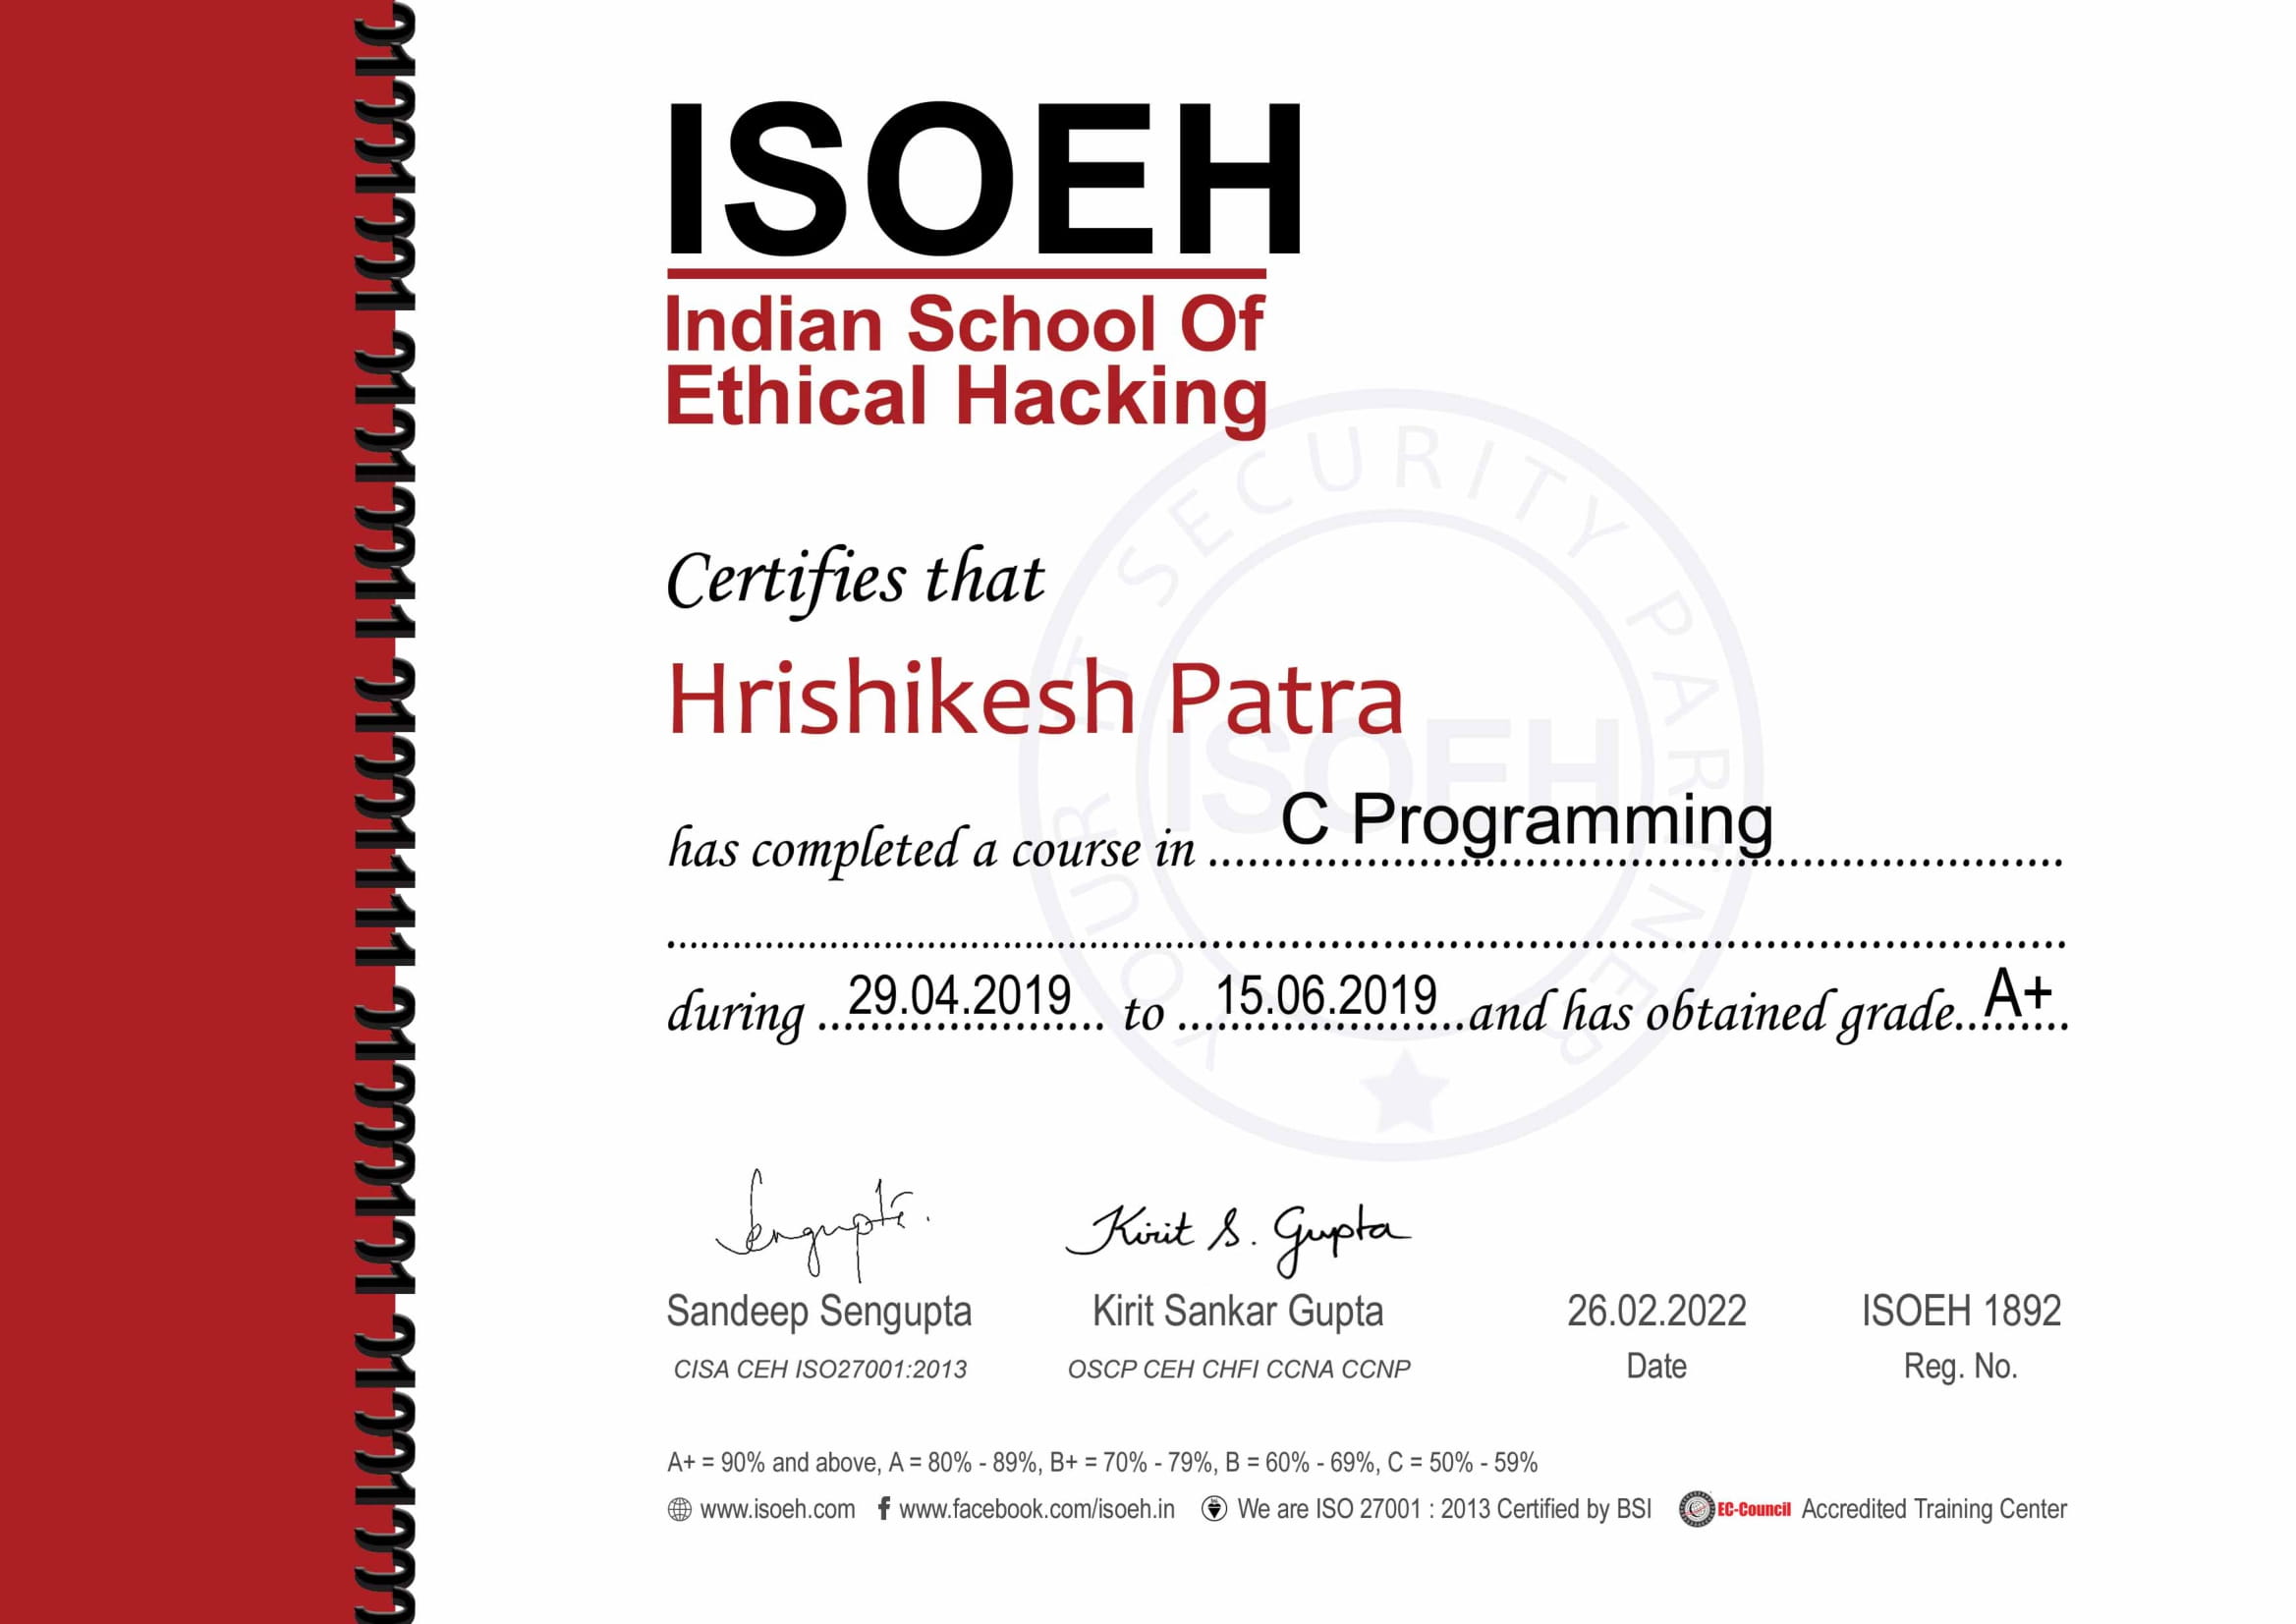 ISOEH
Indian School Of
Ethical Hacking
Certifies that
Hrishikesh Patra
has completed a course in C Programming
during 29.04.2019 to 15.06.2019 and has obtained grade A+
YOUR IT SECURITY PARTNER
ISOEH
Sengupta.
Kirit S. Gupta
Sandeep Sengupta
CISA CEH ISO27001:2013
Kirit Sankar Gupta
OSCP CEH CHFI CCNA CCNP
26.02.2022
Date
ISOEH 1892
Reg. No.
A+ = 90% and above, A = 80% - 89%, B+ = 70% - 79%, B = 60% - 69%, C = 50% - 59%
www.isoeh.com f www.facebook.com/isoeh.in We are ISO 27001 : 2013 Certified by BSI EC-Council Accredited Training Center